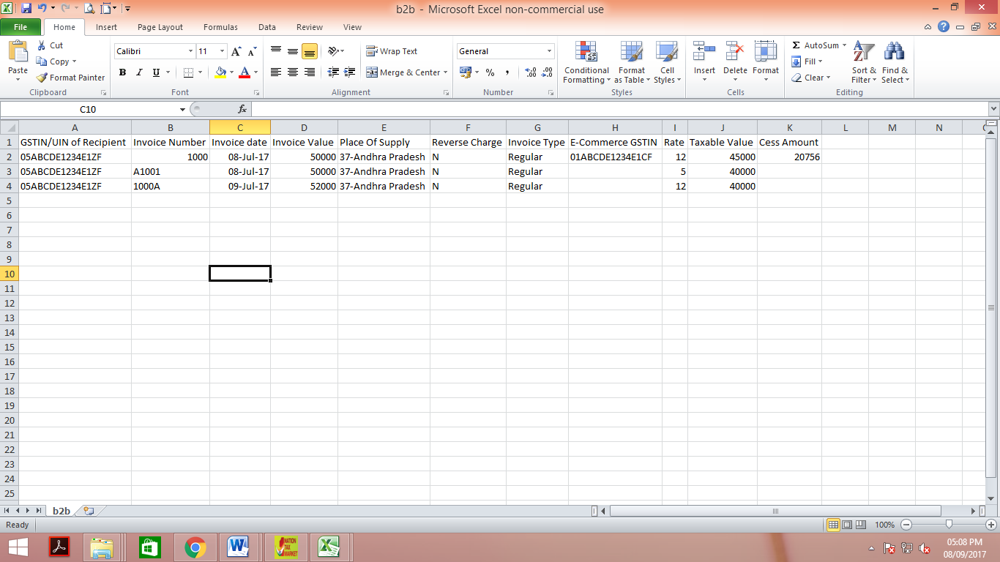 b2b - Microsoft Excel non-commercial use
File Home Insert Page Layout Formulas Data Review View
Paste
Cut
Copy
Format Painter
Clipboard
Calibri 11
B I U
A A
Font
Wrap Text
Merge & Center
Alignment
General
% ,
Number
Conditional Formatting
Format as Table
Cell Styles
Styles
Insert Delete Format
Cells
Σ AutoSum
Fill
Clear
Sort & Filter
Find & Select
Editing
C10 fx
A B C D E F G H I J K L M N
1 GSTIN/UIN of Recipient Invoice Number Invoice date Invoice Value Place Of Supply Reverse Charge Invoice Type E-Commerce GSTIN Rate Taxable Value Cess Amount
2 05ABCDE1234E1ZF 1000 08-Jul-17 50000 37-Andhra Pradesh N Regular 01ABCDE1234E1CF 12 45000 20756
3 05ABCDE1234E1ZF A1001 08-Jul-17 50000 37-Andhra Pradesh N Regular 5 40000
4 05ABCDE1234E1ZF 1000A 09-Jul-17 52000 37-Andhra Pradesh N Regular 12 40000
5
6
7
8
9
10
11
12
13
14
15
16
17
18
19
20
21
22
23
24
25
b2b
Ready 100%
NATION TAX MARKET
05:08 PM
08/09/2017